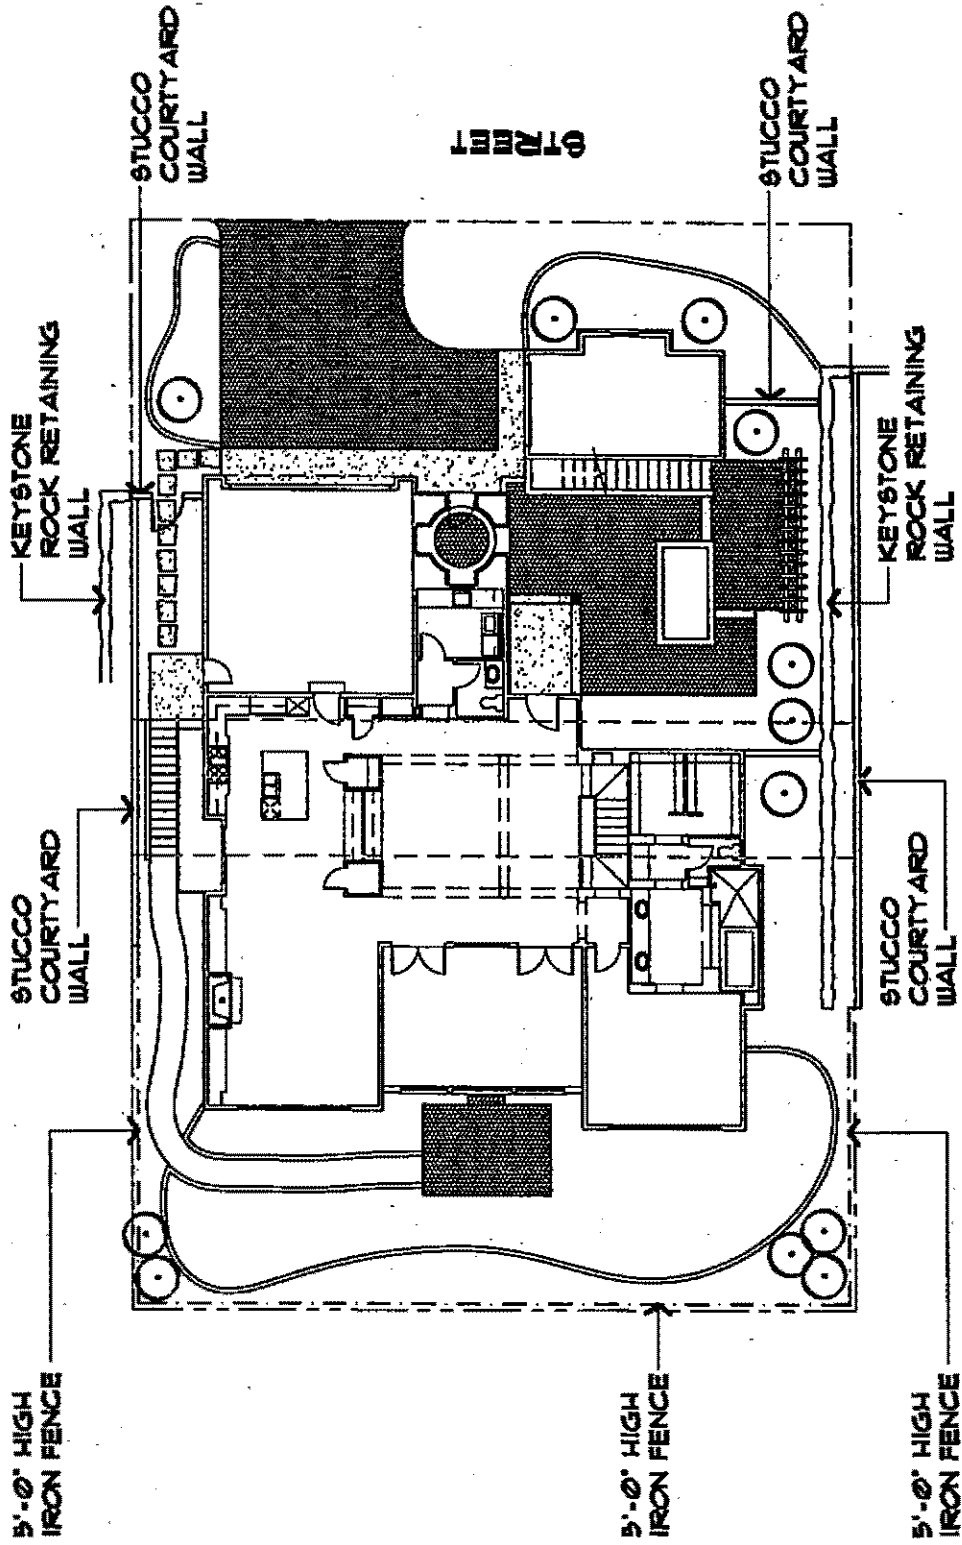 5'-0" HIGH
IRON FENCE
STUCCO
COURTYARD
WALL
KEYSTONE
ROCK RETAINING
WALL
STUCCO
COURTYARD
WALL
STREET
5'-0" HIGH
IRON FENCE
STUCCO
COURTYARD
WALL
5'-0" HIGH
IRON FENCE
STUCCO
COURTYARD
WALL
KEYSTONE
ROCK RETAINING
WALL